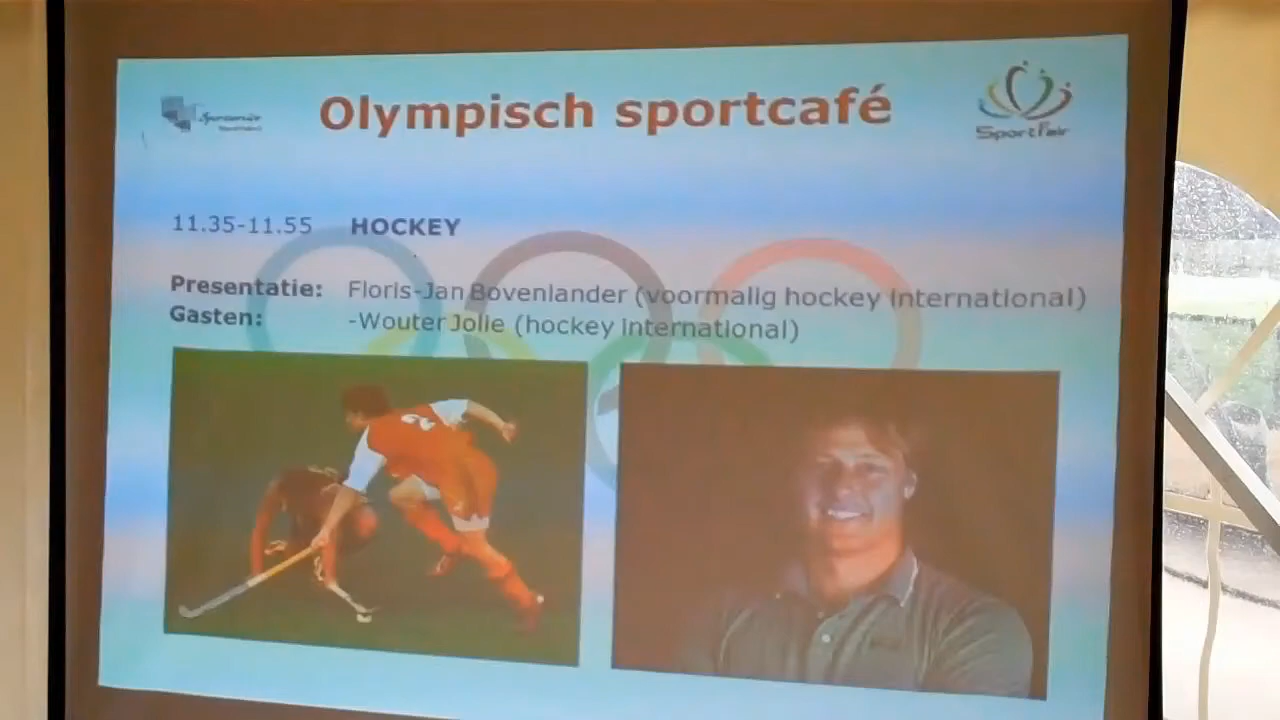 Olympisch sportcafé
SportFair
11.35-11.55 HOCKEY
Presentatie: Floris-Jan Bovenlander (voormalig hockey international)
Gasten: -Wouter Jolie (hockey international)
2